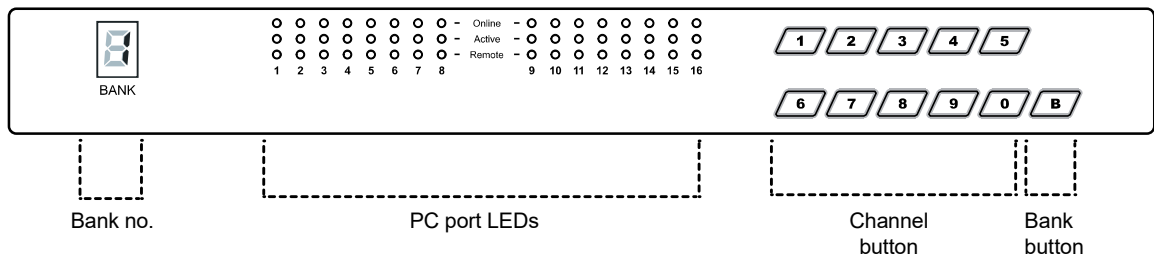 1
BANK
- Online -
- Active -
- Remote -
1 2 3 4 5 6 7 8 9 10 11 12 13 14 15 16
1 2 3 4 5
6 7 8 9 0 B
Bank no.
PC port LEDs
Channel
button
Bank
button